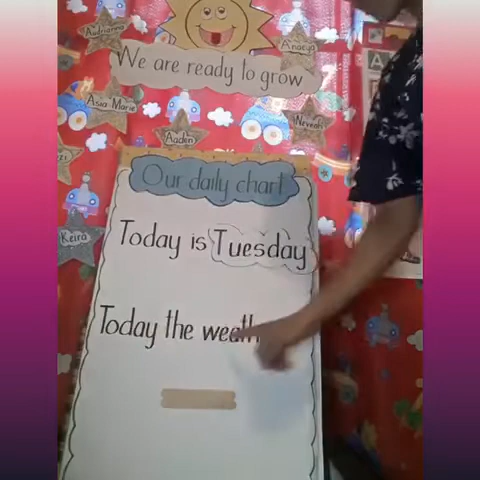 Audrianna
Anaeya
We are ready to grow
Asia-Marie
Neveah
Aaden
Our daily chart
Keira
Today is Tuesday
Today the